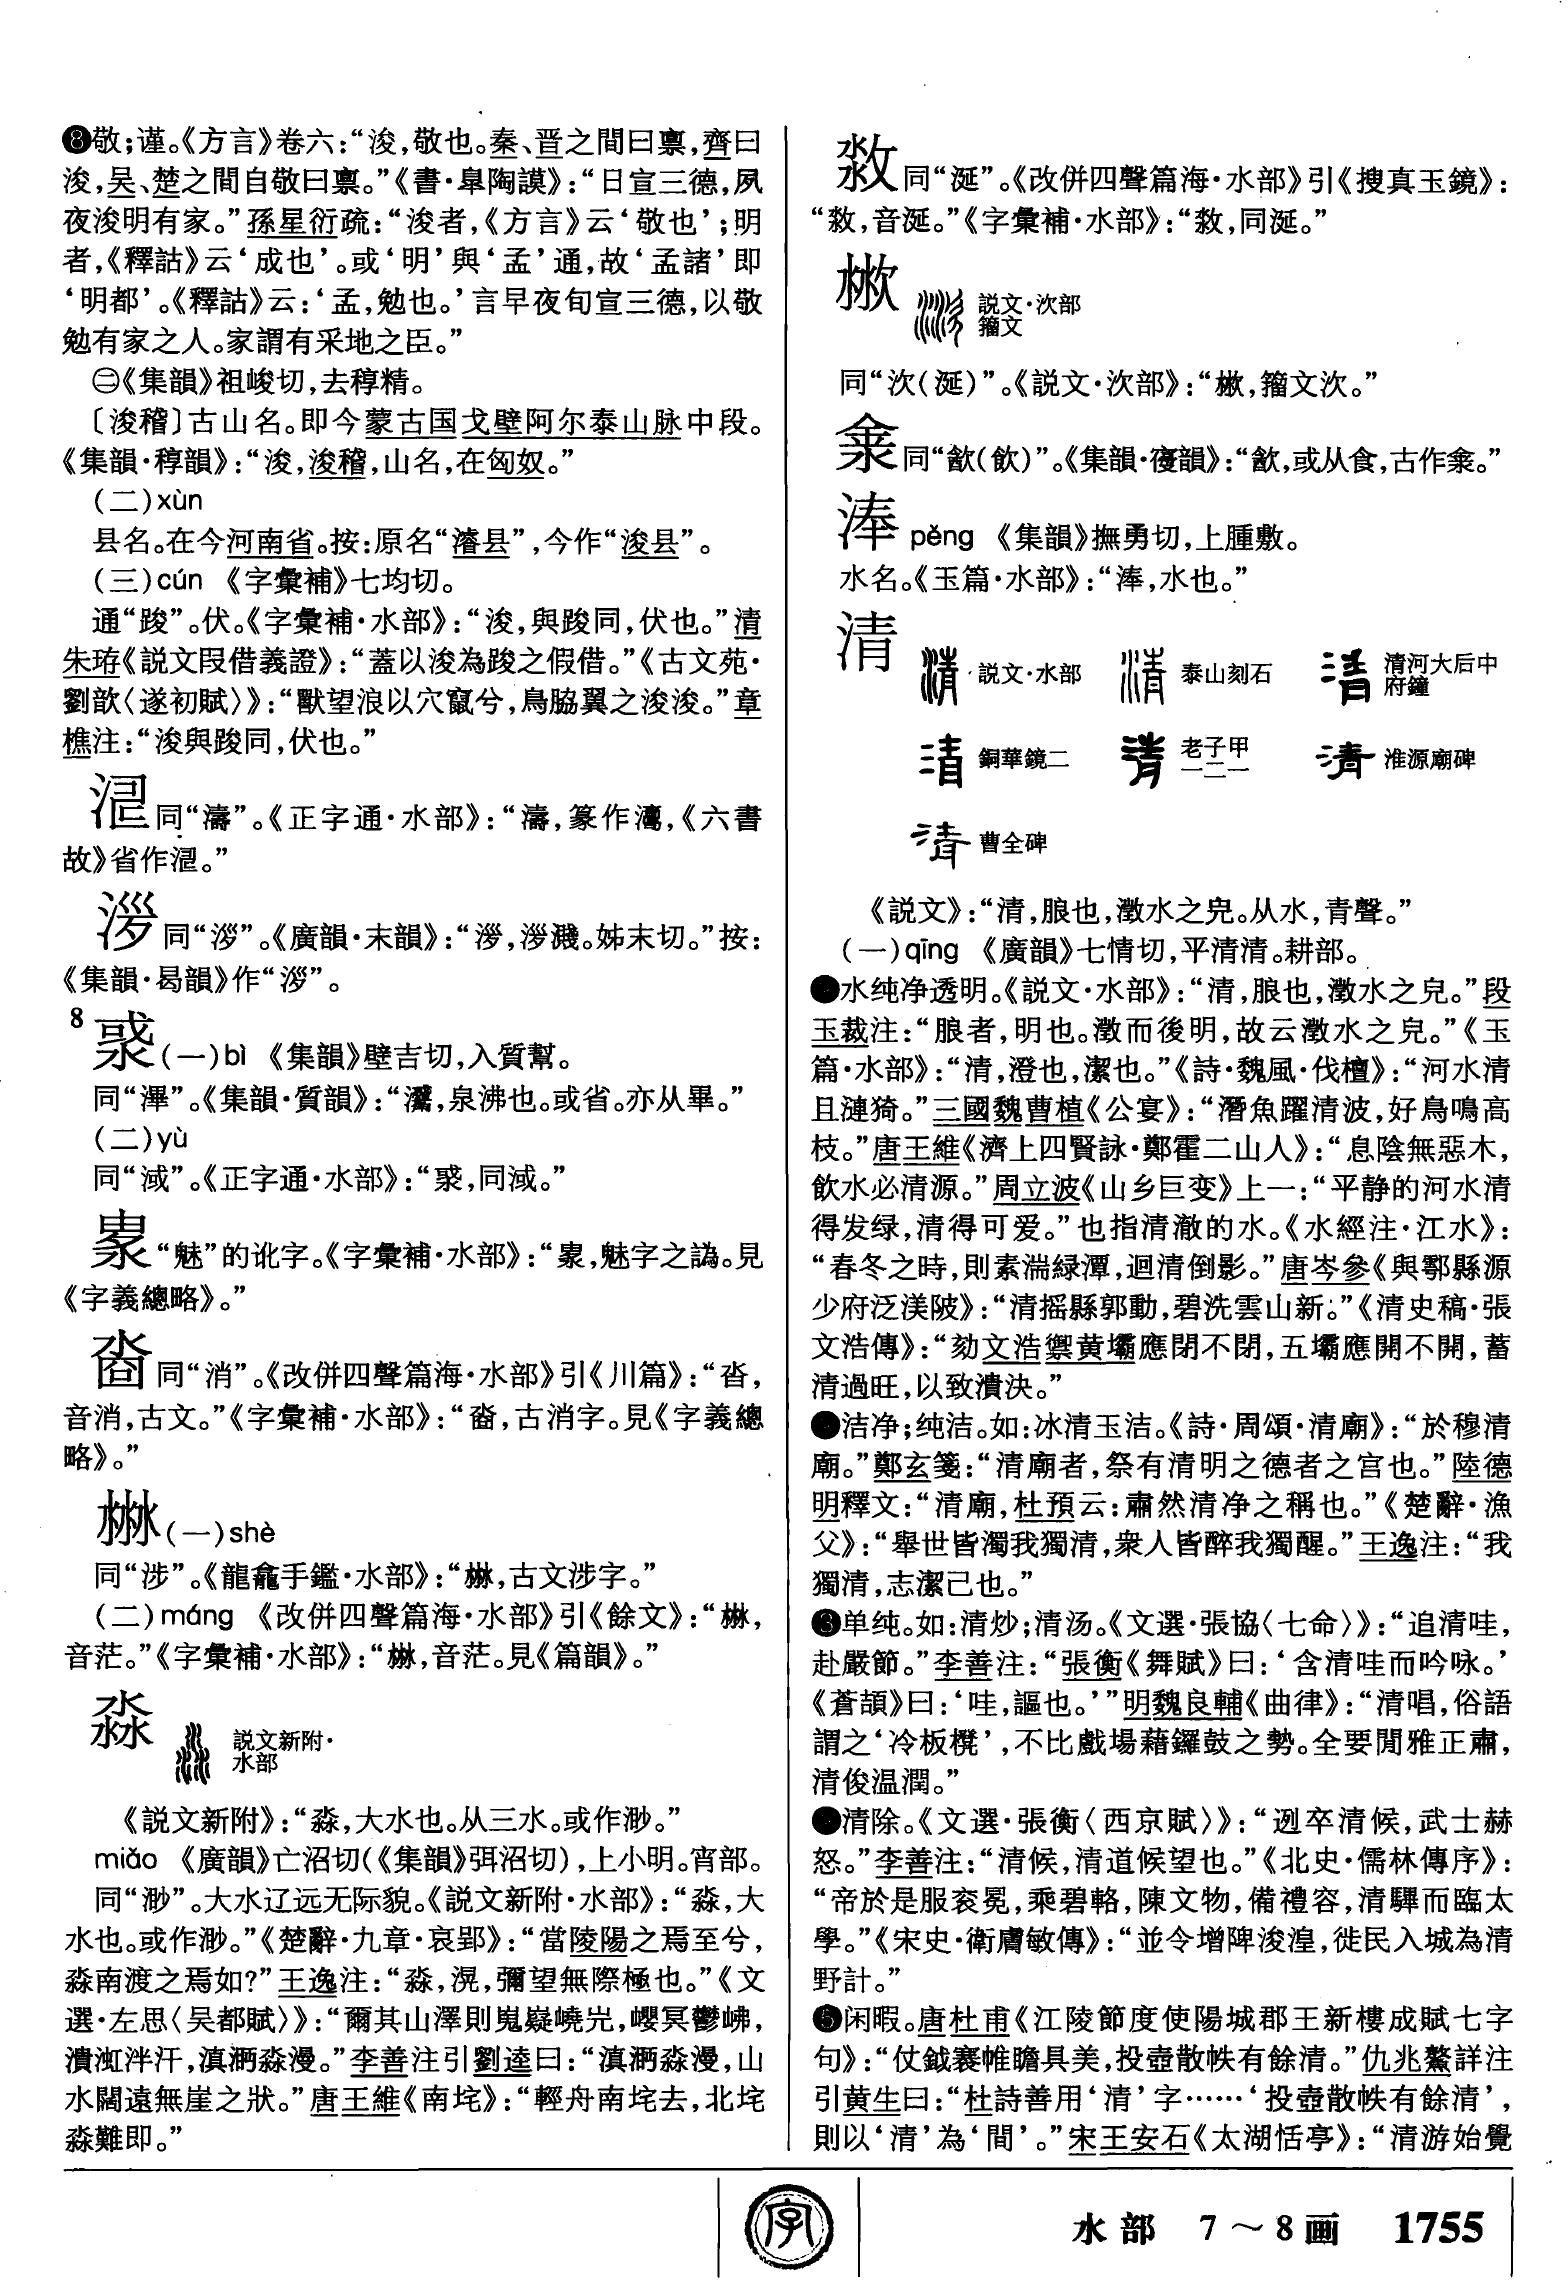 ❽敬；谨。《方言》卷六：“浚，敬也。秦、晋之間曰禀，齊曰
浚，吴、楚之間自敬曰禀。”《書·臯陶謨》：“日宣三德，夙
夜浚明有家。”孫星衍疏：“浚者，《方言》云‘敬也’；明
者，《釋詁》云‘成也’。或‘明’與‘孟’通，故‘孟諸’即
‘明都’。《釋詁》云：‘孟，勉也。’言早夜旬宣三德，以敬
勉有家之人。家謂有采地之臣。”
㊂《集韻》祖峻切，去稕精。
〔浚稽〕古山名。即今蒙古国戈壁阿尔泰山脉中段。
《集韻·稕韻》：“浚，浚稽，山名，在匈奴。”
（二）xùn
县名。在今河南省。按：原名“濬县”，今作“浚县”。
（三）cún 《字彙補》七均切。
通“踆”。伏。《字彙補·水部》：“浚，與踆同，伏也。”清
朱珔《説文叚借義證》：“蓋以浚為踆之假借。”《古文苑·
劉歆〈遂初賦〉》：“獸望浪以穴竄兮，鳥脇翼之浚浚。”章
樵注：“浚與踆同，伏也。”
同“濤”。《正字通·水部》：“濤，篆作，《六書
故》省作。”
同“”。《廣韻·末韻》：“，濺。姊末切。”按：
《集韻·曷韻》作“”。
8
（一）bì 《集韻》壁吉切，入質幫。
同“滭”。《集韻·質韻》：“，泉沸也。或省。亦从畢。”
（二）yù
同“淢”。《正字通·水部》：“，同淢。”
“魅”的讹字。《字彙補·水部》：“，魅字之譌。見
《字義總略》。”
同“消”。《改併四聲篇海·水部》引《川篇》：“，
音消，古文。”《字彙補·水部》：“，古消字。見《字義總
略》。”
（一）shè
同“涉”。《龍龕手鑑·水部》：“，古文涉字。”
（二）máng 《改併四聲篇海·水部》引《餘文》：“，
音茫。”《字彙補·水部》：“，音茫。見《篇韻》。”
淼 説文新附·
水部
《説文新附》：“淼，大水也。从三水。或作渺。”
miǎo 《廣韻》亡沼切（《集韻》弭沼切），上小明。宵部。
同“渺”。大水辽远无际貌。《説文新附·水部》：“淼，大
水也。或作渺。”《楚辭·九章·哀郢》：“當陵陽之焉至兮，
淼南渡之焉如？”王逸注：“淼，滉，彌望無際極也。”《文
選·左思〈吴都賦〉》：“爾其山澤則嵬嶷嶢屼，巊冥鬱岪，
潰渱泮汗，滇㴐淼漫。”李善注引劉逵曰：“滇㴐淼漫，山
水闊遠無崖之狀。”唐王維《南垞》：“輕舟南垞去，北垞
淼難即。”
同“涎”。《改併四聲篇海·水部》引《搜真玉鏡》：
“，音涎。”《字彙補·水部》：“，同涎。”
説文·㳄部
籀文
同“㳄（涎）”。《説文·㳄部》：“，籀文㳄。”
㱃同“㱃（飲）”。《集韻·㝮韻》：“㱃，或从食，古作。”
淎 pěng 《集韻》撫勇切，上腫敷。
水名。《玉篇·水部》：“淎，水也。”
清 説文·水部 泰山刻石 清河大后中
府鐘
銅華鏡二 老子甲
一二一 淮源廟碑
曹全碑
《説文》：“清，朖也，澂水之皃。从水，青聲。”
（一）qīng 《廣韻》七情切，平清清。耕部。
❶水纯净透明。《説文·水部》：“清，朖也，澂水之皃。”段
玉裁注：“朖者，明也。澂而後明，故云澂水之皃。”《玉
篇·水部》：“清，澄也，潔也。”《詩·魏風·伐檀》：“河水清
且漣猗。”三國魏曹植《公宴》：“潛魚躍清波，好鳥鳴高
枝。”唐王維《濟上四賢詠·鄭霍二山人》：“息陰無惡木，
飲水必清源。”周立波《山乡巨变》上一：“平静的河水清
得发绿，清得可爱。”也指清澈的水。《水經注·江水》：
“春冬之時，則素湍緑潭，迴清倒影。”唐岑參《與鄠縣源
少府泛渼陂》：“清摇縣郭動，碧洗雲山新。”《清史稿·張
文浩傳》：“劾文浩禦黄壩應閉不閉，五壩應開不開，蓄
清過旺，以致潰決。”
❷洁净；纯洁。如：冰清玉洁。《詩·周頌·清廟》：“於穆清
廟。”鄭玄箋：“清廟者，祭有清明之德者之宫也。”陸德
明釋文：“清廟，杜預云：肅然清净之稱也。”《楚辭·漁
父》：“舉世皆濁我獨清，衆人皆醉我獨醒。”王逸注：“我
獨清，志潔己也。”
❸单纯。如：清炒；清汤。《文選·張協〈七命〉》：“追清哇，
赴嚴節。”李善注：“張衡《舞賦》曰：‘含清哇而吟咏。’
《蒼頡》曰：‘哇，謳也。’”明魏良輔《曲律》：“清唱，俗語
謂之‘冷板櫈’，不比戲場藉鑼鼓之勢。全要閒雅正肅，
清俊温潤。”
❹清除。《文選·張衡〈西京賦〉》：“迾卒清候，武士赫
怒。”李善注：“清候，清道候望也。”《北史·儒林傳序》：
“帝於是服衮冕，乘碧輅，陳文物，備禮容，清驆而臨太
學。”《宋史·衛膚敏傳》：“並令增陴浚湟，徙民入城為清
野計。”
❺闲暇。唐杜甫《江陵節度使陽城郡王新樓成賦七字
句》：“仗鉞褰帷瞻具美，投壺散帙有餘清。”仇兆鰲詳注
引黄生曰：“杜詩善用‘清’字……‘投壺散帙有餘清’，
則以‘清’為‘閒’。”宋王安石《太湖恬亭》：“清游始覺
字
水部 7～8画 1755